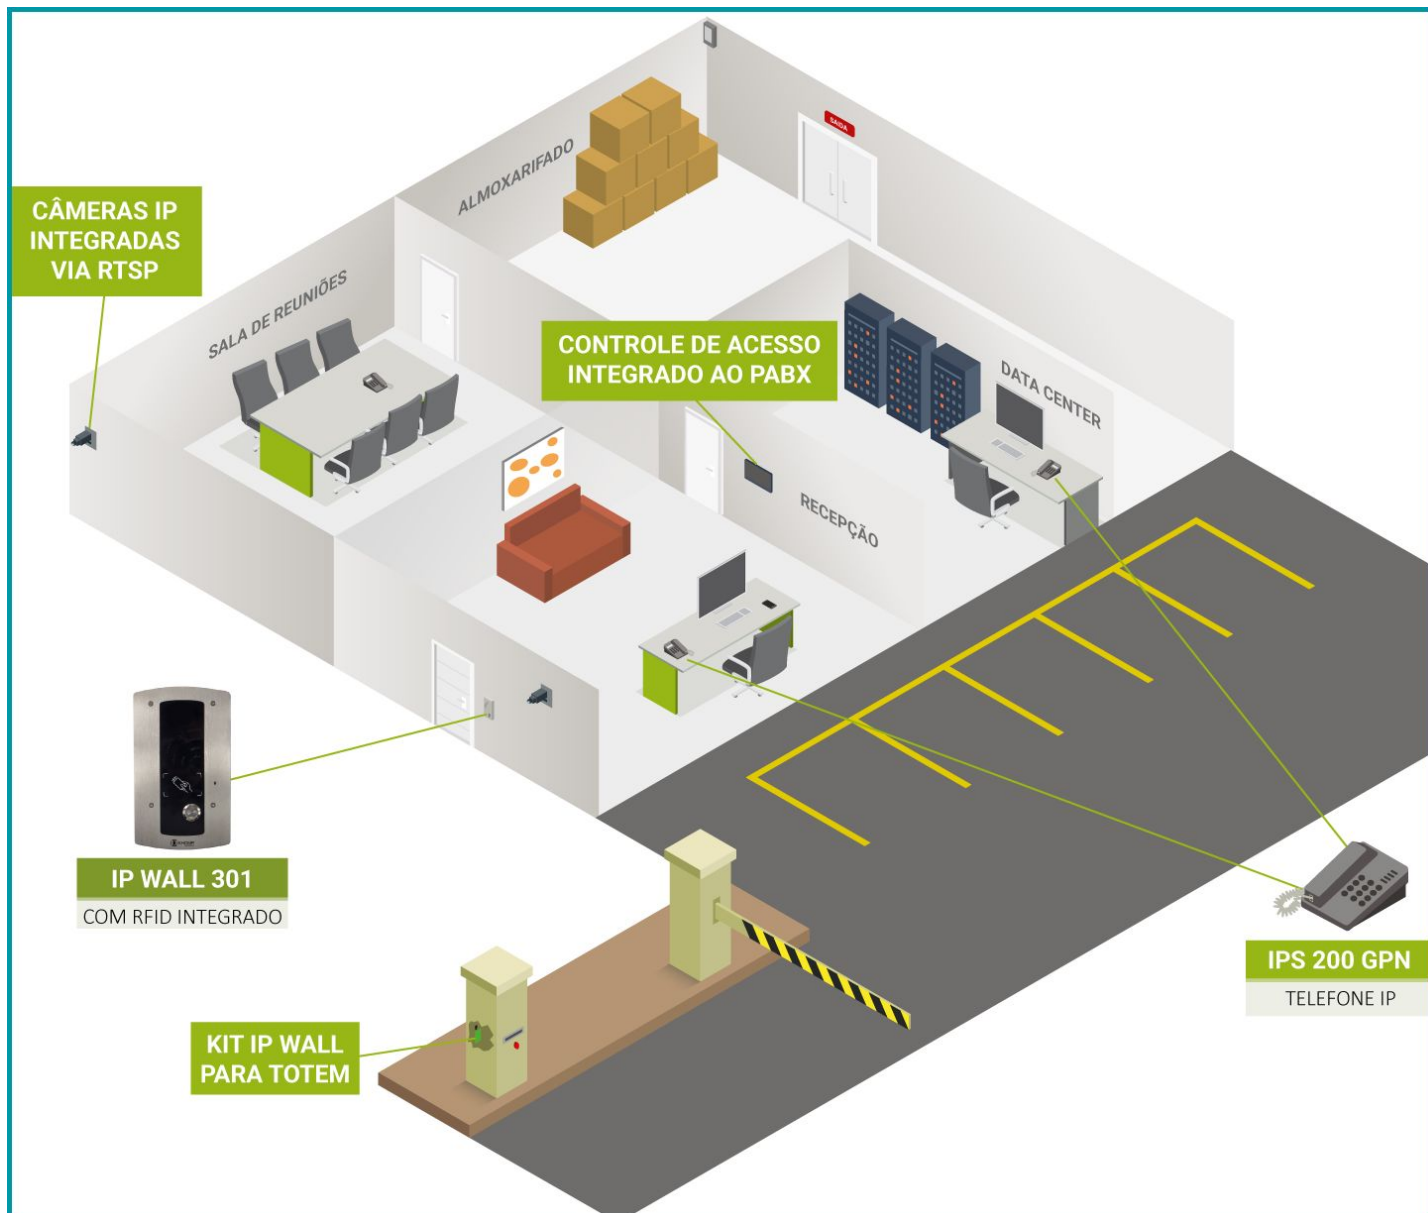 SAIDA
ALMOXARIFADO
CÂMERAS IP
INTEGRADAS
VIA RTSP
SALA DE REUNIÕES
CONTROLE DE ACESSO
INTEGRADO AO PABX
DATA CENTER
RECEPÇÃO
IP WALL 301
COM RFID INTEGRADO
IPS 200 GPN
TELEFONE IP
KIT IP WALL
PARA TOTEM